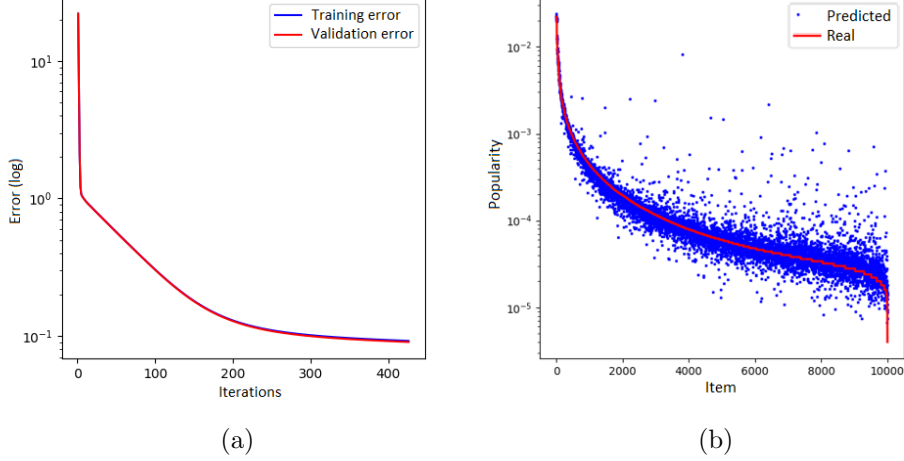 Training error
Validation error
10^1
10^0
10^-1
Error (log)
0 100 200 300 400
Iterations
(a)
Predicted
Real
10^-2
10^-3
10^-4
10^-5
Popularity
0 2000 4000 6000 8000 10000
Item
(b)